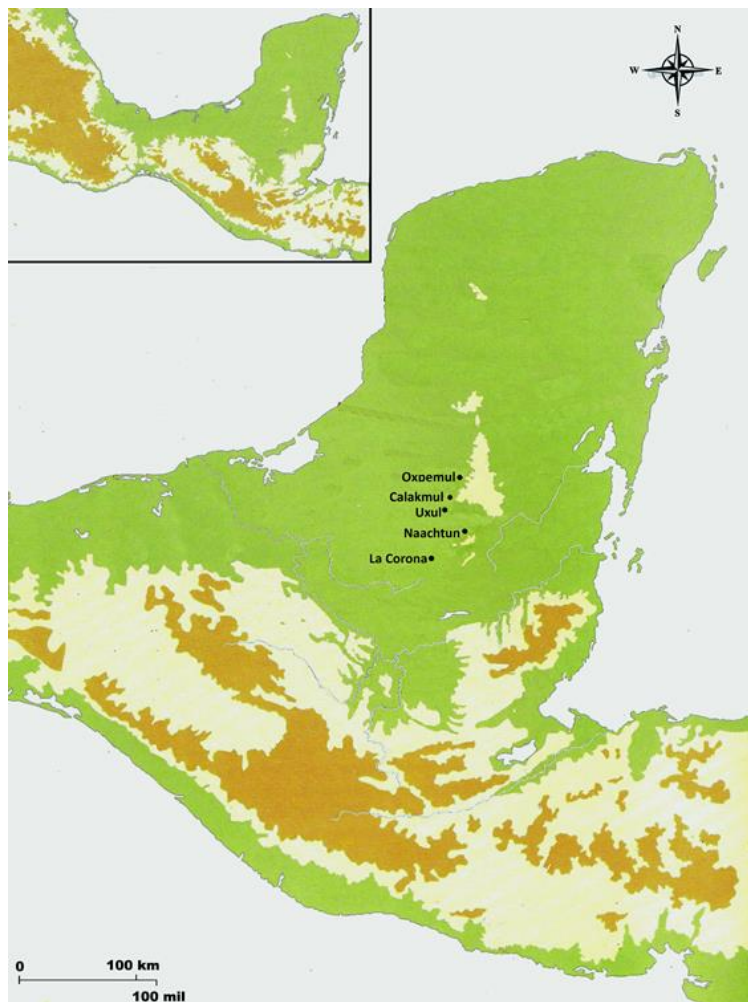 N
W E
S
Oxpemul
Calakmul
Uxul
Naachtun
La Corona
0 100 km
100 mil